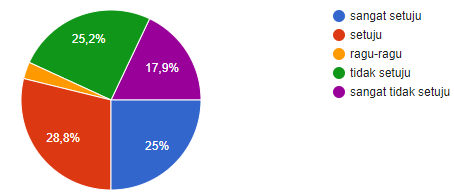 sangat setuju
setuju
ragu-ragu
tidak setuju
sangat tidak setuju
25,2%
17,9%
28,8%
25%